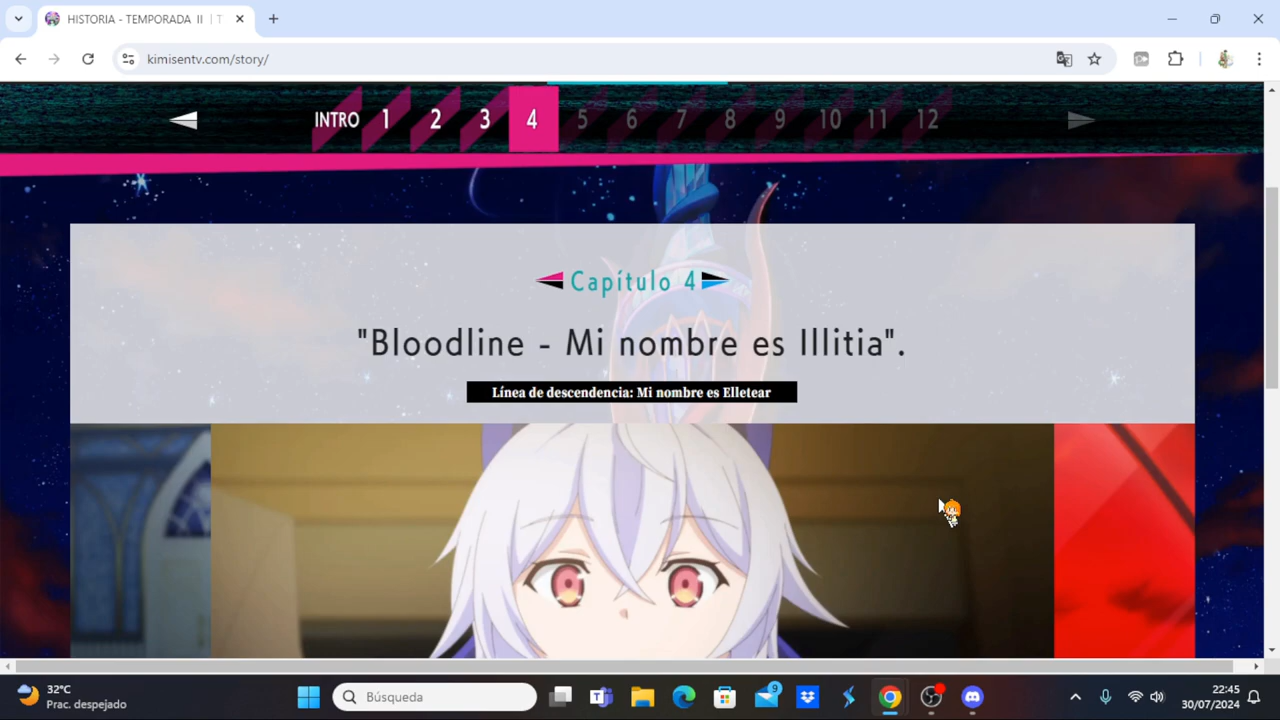 HISTORIA - TEMPORADA II | T
kimisentv.com/story/
INTRO 1 2 3 4 5 6 7 8 9 10 11 12
Capítulo 4
"Bloodline - Mi nombre es Illitia".
Línea de descendencia: Mi nombre es Elletear
32°C
Prac. despejado
Búsqueda
9
22:45
30/07/2024